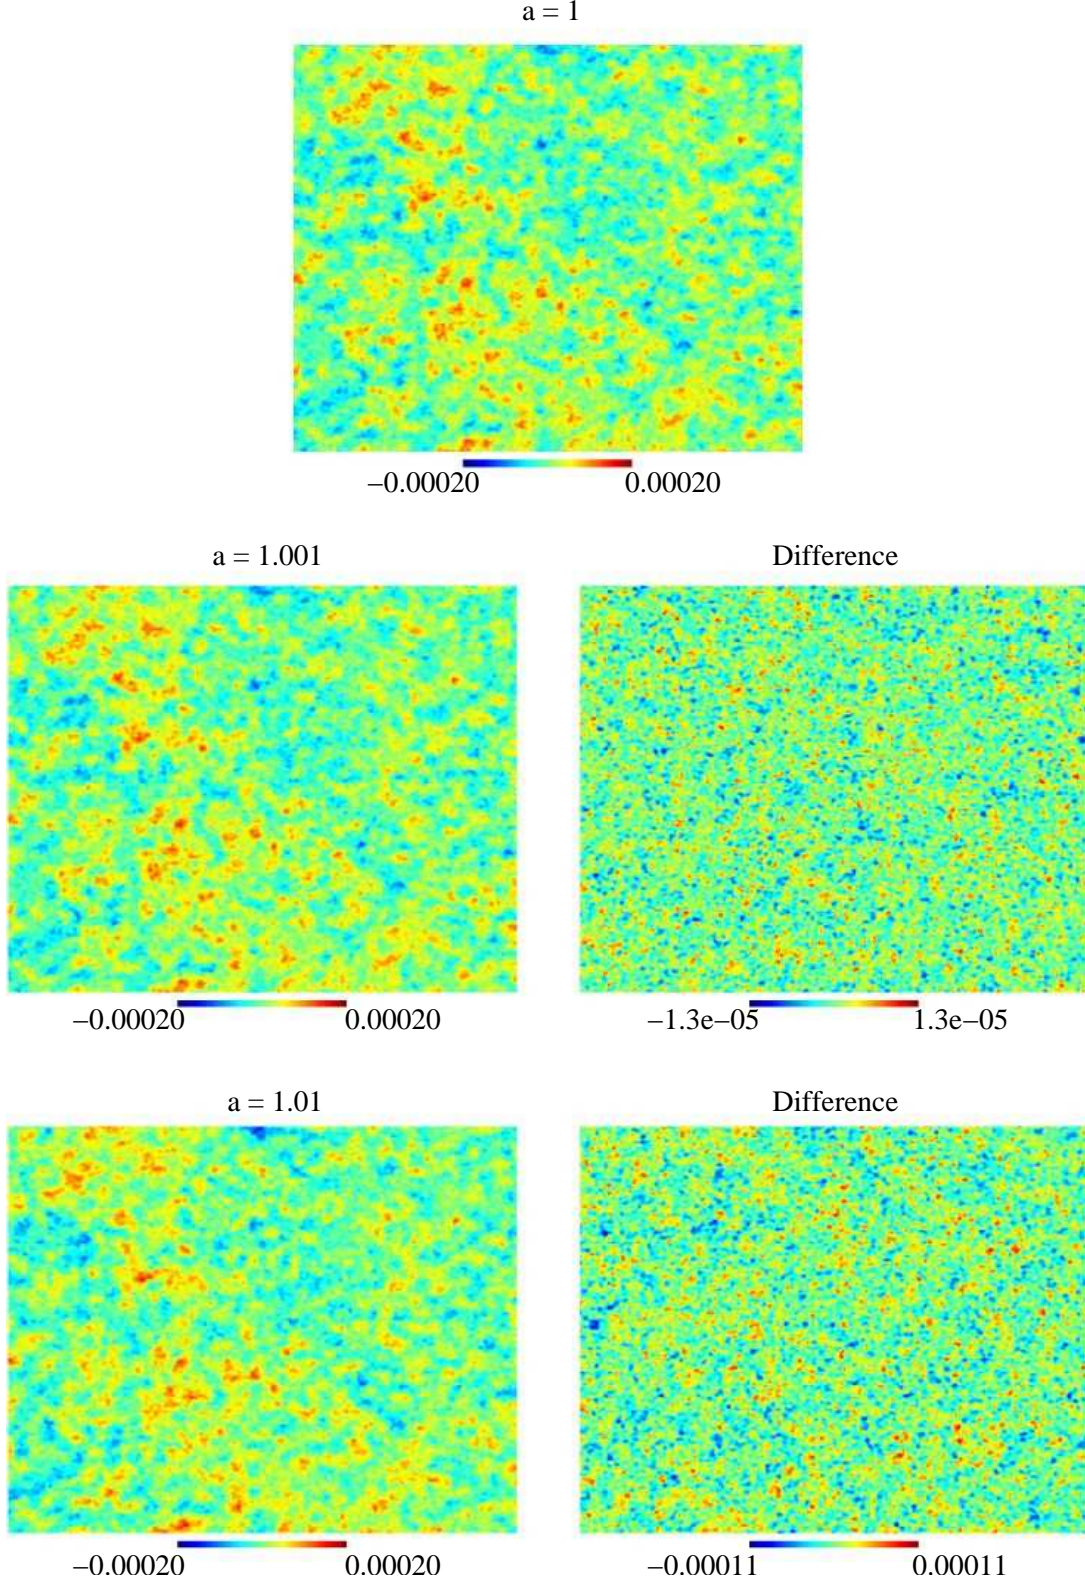 a = 1
−0.00020 0.00020
a = 1.001 Difference
−0.00020 0.00020 −1.3e−05 1.3e−05
a = 1.01 Difference
−0.00020 0.00020 −0.00011 0.00011